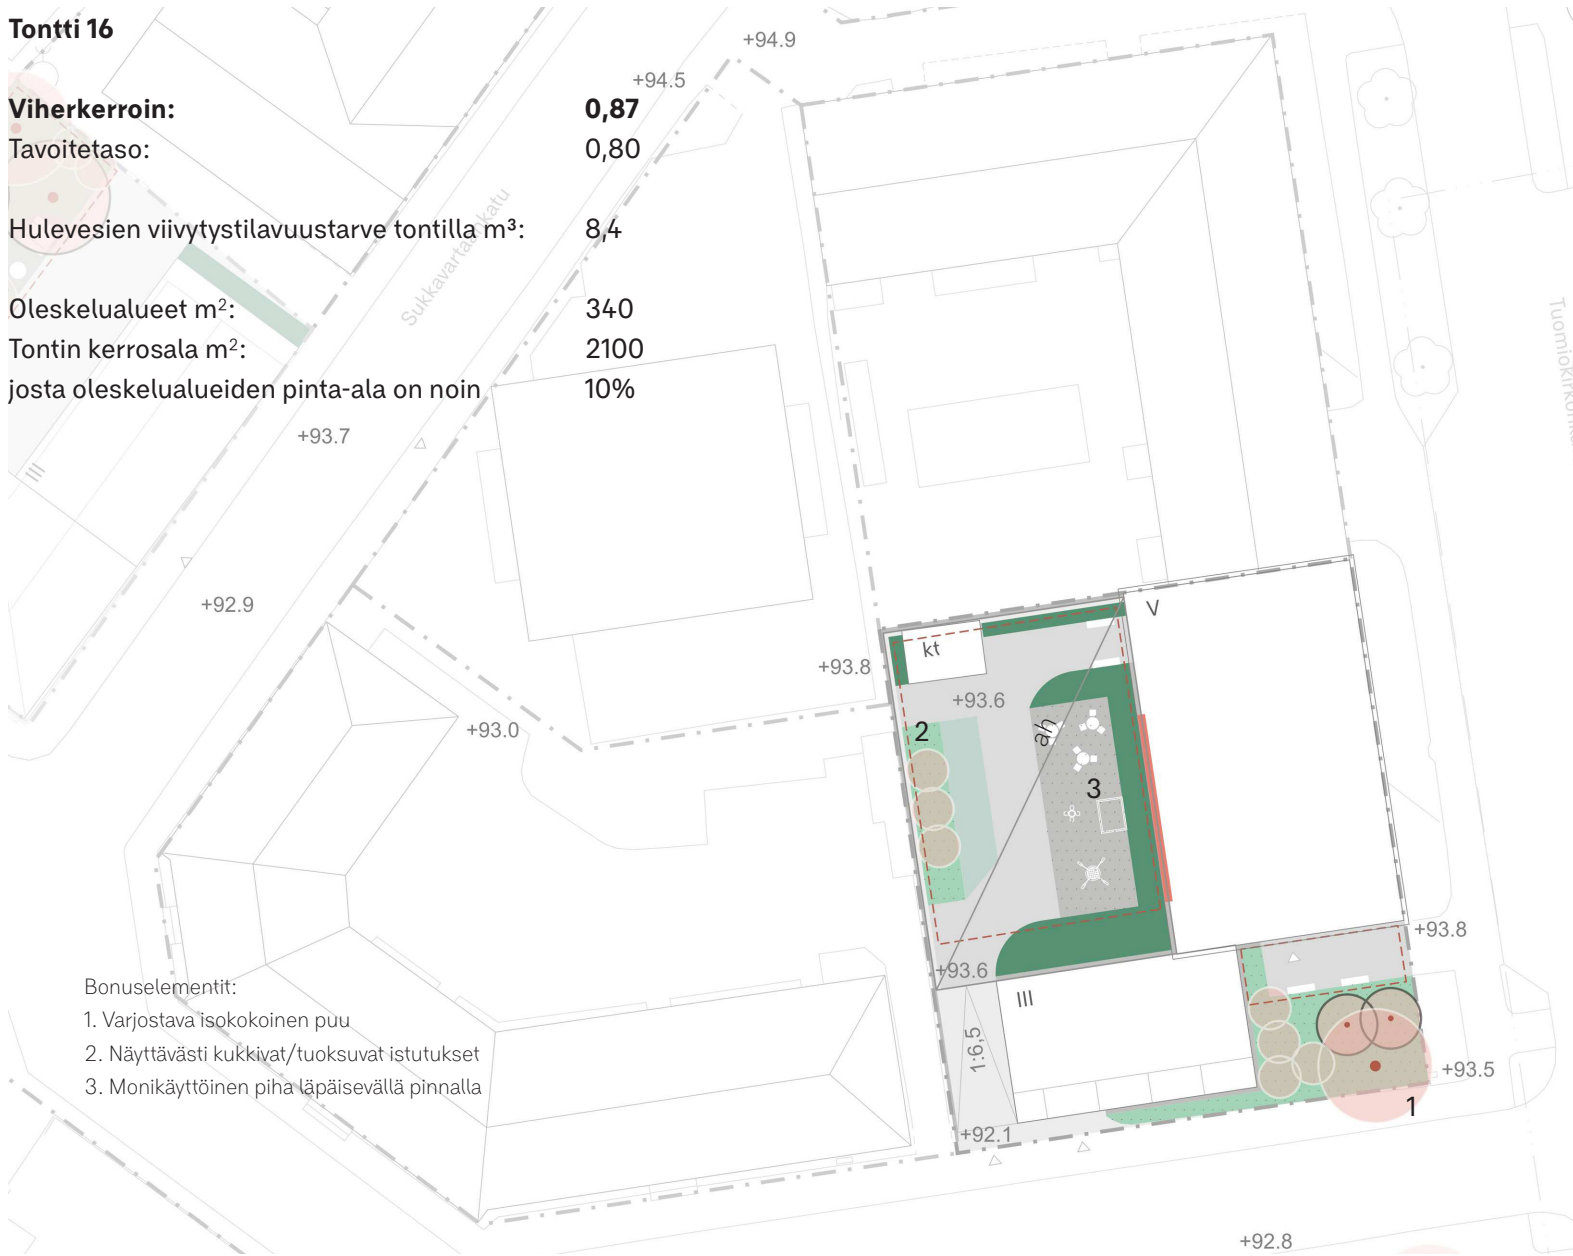 Tontti 16
Viherkerroin: 0,87
Tavoitetaso: 0,80
Hulevesien viivytystilavuustarve tontilla m³: 8,4
Oleskelualueet m²: 340
Tontin kerrosala m²: 2100
josta oleskelualueiden pinta-ala on noin 10%
+94.9
+94.5
Sukkavartaankatu
+93.7
III
+92.9
+93.0
V
kt
+93.8
+93.6
2
ah
3
+93.8
+93.6
III
1:6,5
+93.5
1
+92.1
+92.8
Bonuselementit:
1. Varjostava isokokoinen puu
2. Näyttävästi kukkivat/tuoksuvat istutukset
3. Monikäyttöinen piha läpäisevällä pinnalla